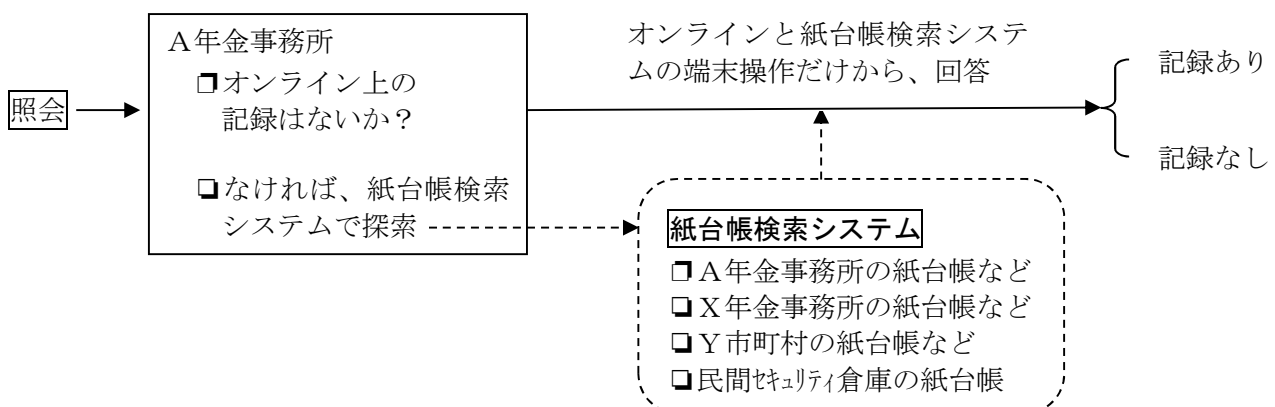 照会
Ａ年金事務所
❐オンライン上の
記録はないか？
❏なければ、紙台帳検索
システムで探索
オンラインと紙台帳検索システ
ムの端末操作だけから、回答
記録あり
記録なし
紙台帳検索システム
❐Ａ年金事務所の紙台帳など
❏Ｘ年金事務所の紙台帳など
❏Ｙ市町村の紙台帳など
❏民間ｾｷｭﾘﾃｨ倉庫の紙台帳